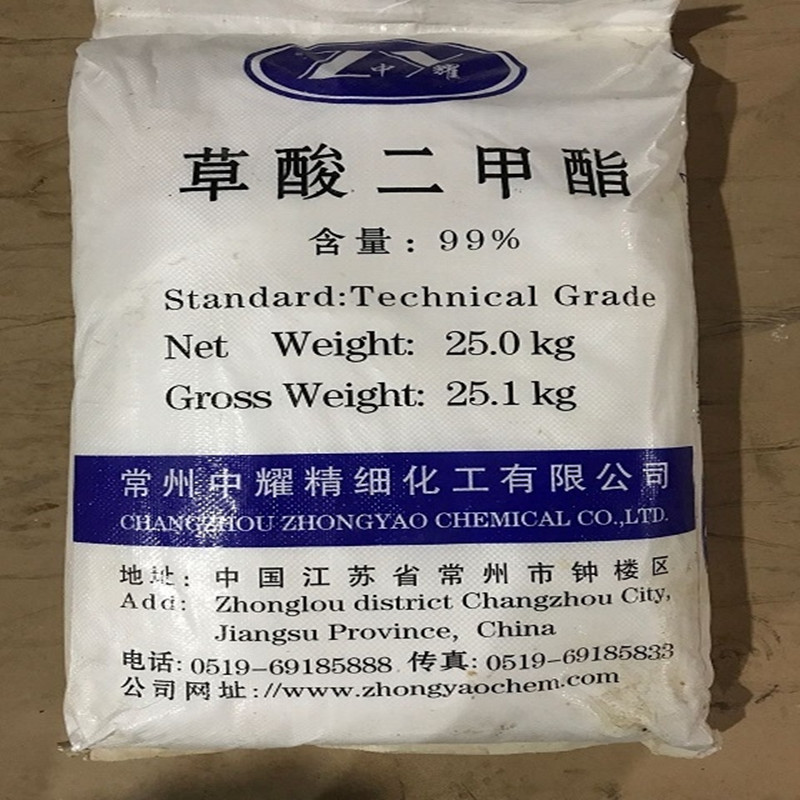 ZY 中耀
草酸二甲酯
含量：99%
Standard:Technical Grade
Net Weight: 25.0 kg
Gross Weight: 25.1 kg
常州中耀精细化工有限公司
CHANGZHOU ZHONGYAO CHEMICAL CO.,LTD.
地址：中国江苏省常州市钟楼区
Add: Zhonglou district Changzhou City,
Jiangsu Province, China
电话: 0519-69185888 传真: 0519-69185833
公司网址://www.zhongyaochem.com